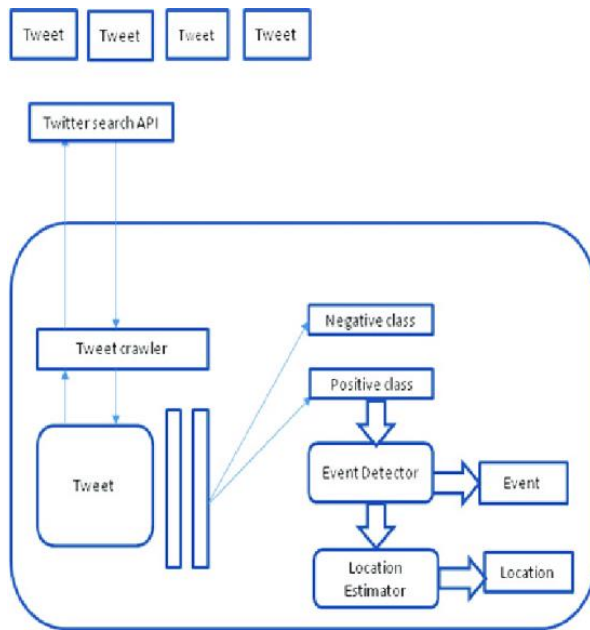 Tweet Tweet Tweet Tweet
Twitter search API
Negative class
Tweet crawler
Positive class
Tweet
Event Detector
Event
Location
Estimator
Location